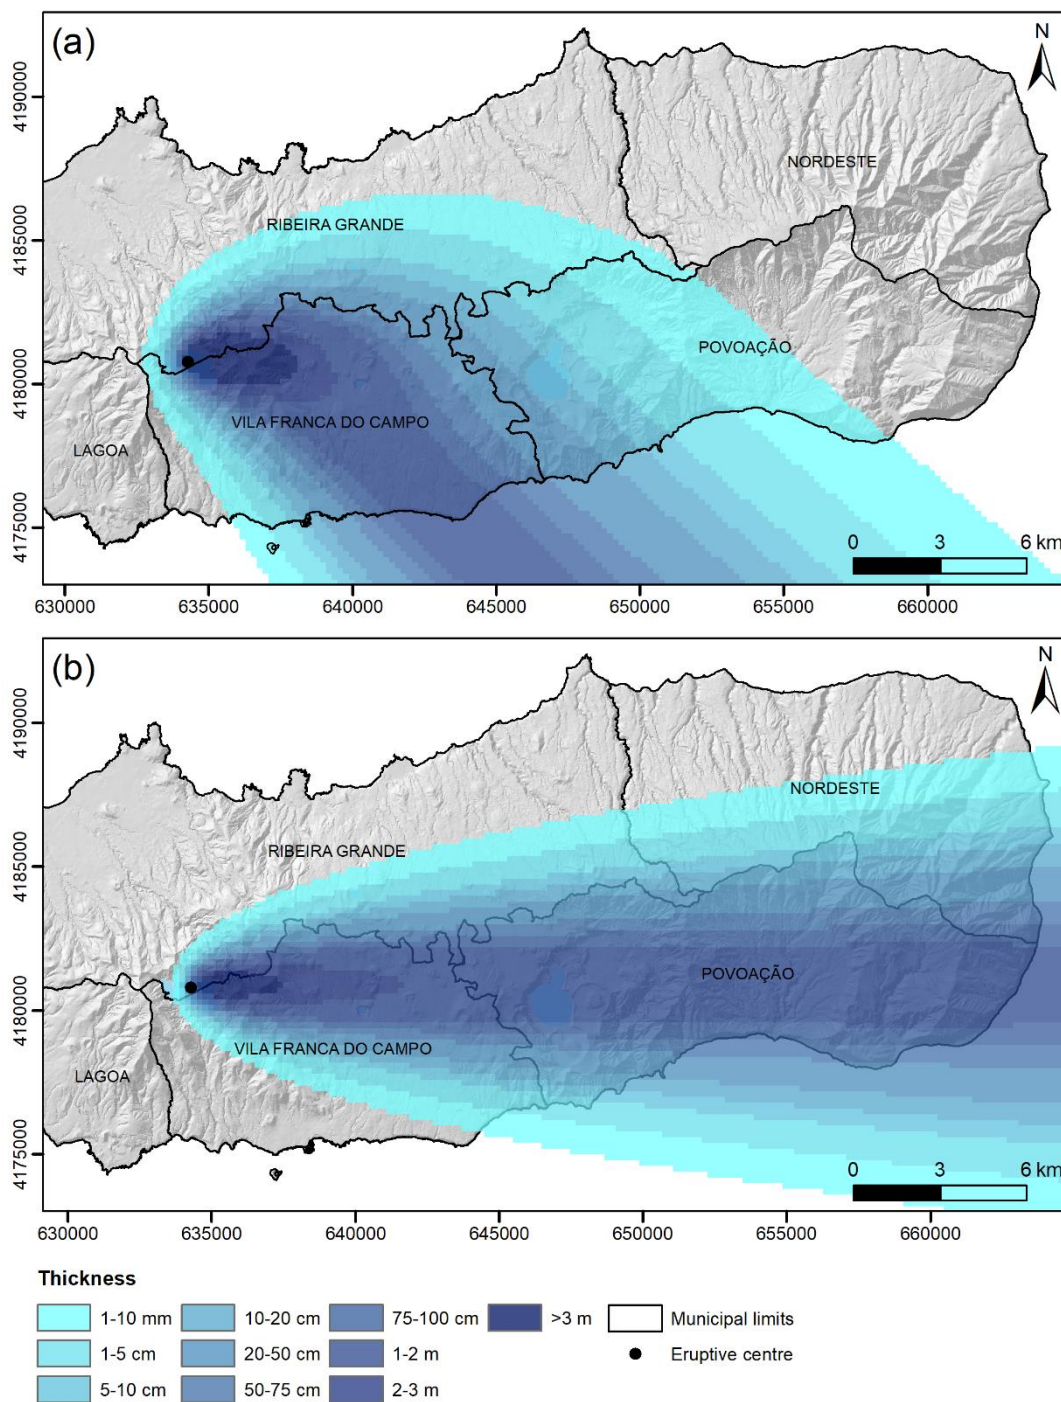 (a)
N
4190000
4185000
4180000
4175000
NORDESTE
RIBEIRA GRANDE
POVOAÇÃO
VILA FRANCA DO CAMPO
LAGOA
0 3 6 km
630000 635000 640000 645000 650000 655000 660000
(b)
N
4190000
4185000
4180000
4175000
NORDESTE
RIBEIRA GRANDE
POVOAÇÃO
VILA FRANCA DO CAMPO
LAGOA
0 3 6 km
630000 635000 640000 645000 650000 655000 660000
Thickness
1-10 mm 10-20 cm 75-100 cm >3 m Municipal limits
1-5 cm 20-50 cm 1-2 m Eruptive centre
5-10 cm 50-75 cm 2-3 m